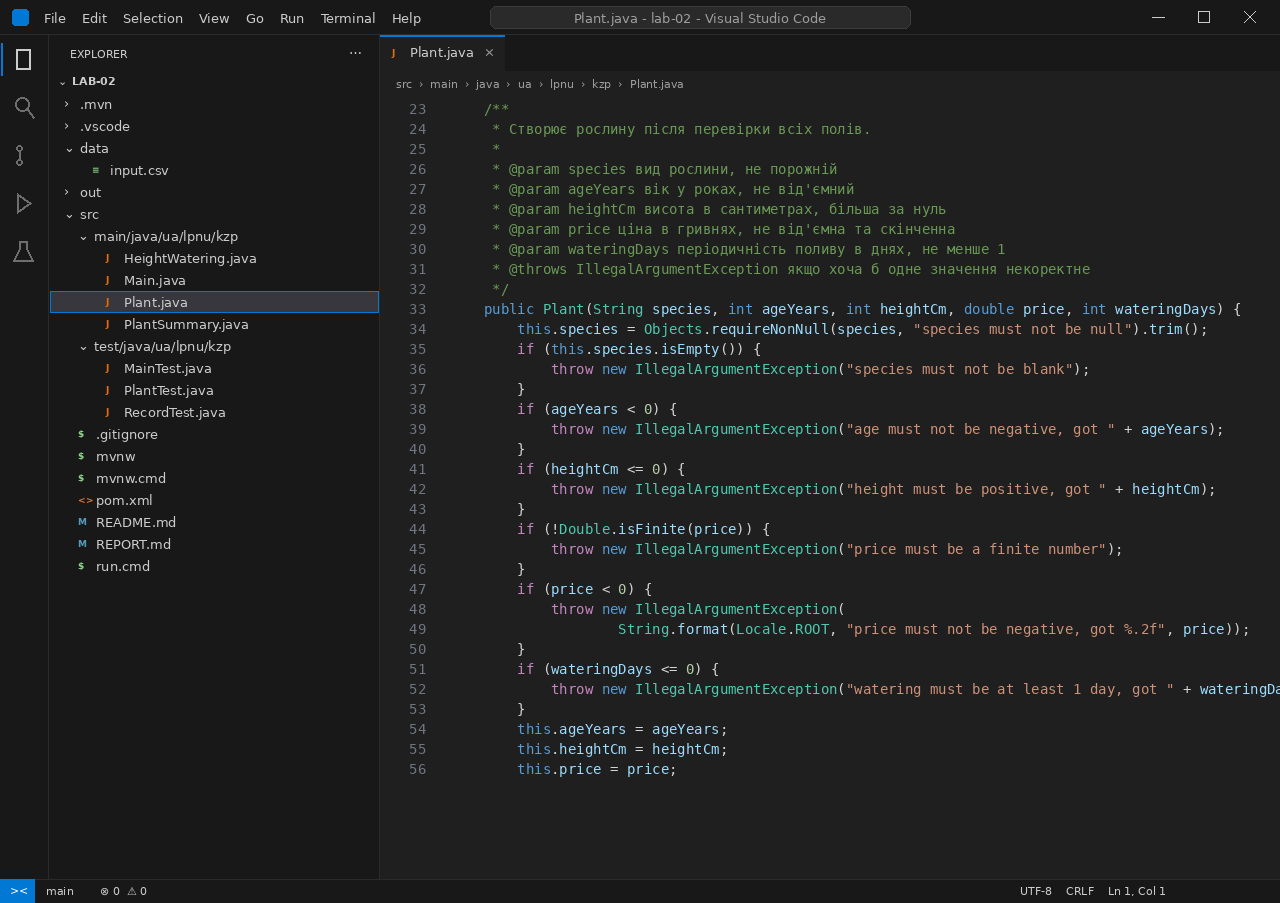 File Edit Selection View Go Run Terminal Help
Plant.java - lab-02 - Visual Studio Code
EXPLORER ···
LAB-02
.mvn
.vscode
data
input.csv
out
src
main/java/ua/lpnu/kzp
J HeightWatering.java
J Main.java
J Plant.java
J PlantSummary.java
test/java/ua/lpnu/kzp
J MainTest.java
J PlantTest.java
J RecordTest.java
$ .gitignore
$ mvnw
$ mvnw.cmd
<> pom.xml
M README.md
M REPORT.md
$ run.cmd
J Plant.java ×
src › main › java › ua › lpnu › kzp › Plant.java
23 /**
24 * Створює рослину після перевірки всіх полів.
25 *
26 * @param species вид рослини, не порожній
27 * @param ageYears вік у роках, не від'ємний
28 * @param heightCm висота в сантиметрах, більша за нуль
29 * @param price ціна в гривнях, не від'ємна та скінченна
30 * @param wateringDays періодичність поливу в днях, не менше 1
31 * @throws IllegalArgumentException якщо хоча б одне значення некоректне
32 */
33 public Plant(String species, int ageYears, int heightCm, double price, int wateringDays) {
34 this.species = Objects.requireNonNull(species, "species must not be null").trim();
35 if (this.species.isEmpty()) {
36 throw new IllegalArgumentException("species must not be blank");
37 }
38 if (ageYears < 0) {
39 throw new IllegalArgumentException("age must not be negative, got " + ageYears);
40 }
41 if (heightCm <= 0) {
42 throw new IllegalArgumentException("height must be positive, got " + heightCm);
43 }
44 if (!Double.isFinite(price)) {
45 throw new IllegalArgumentException("price must be a finite number");
46 }
47 if (price < 0) {
48 throw new IllegalArgumentException(
49 String.format(Locale.ROOT, "price must not be negative, got %.2f", price));
50 }
51 if (wateringDays <= 0) {
52 throw new IllegalArgumentException("watering must be at least 1 day, got " + wateringDa
53 }
54 this.ageYears = ageYears;
55 this.heightCm = heightCm;
56 this.price = price;
>< main ⊗ 0 ⚠ 0 UTF-8 CRLF Ln 1, Col 1